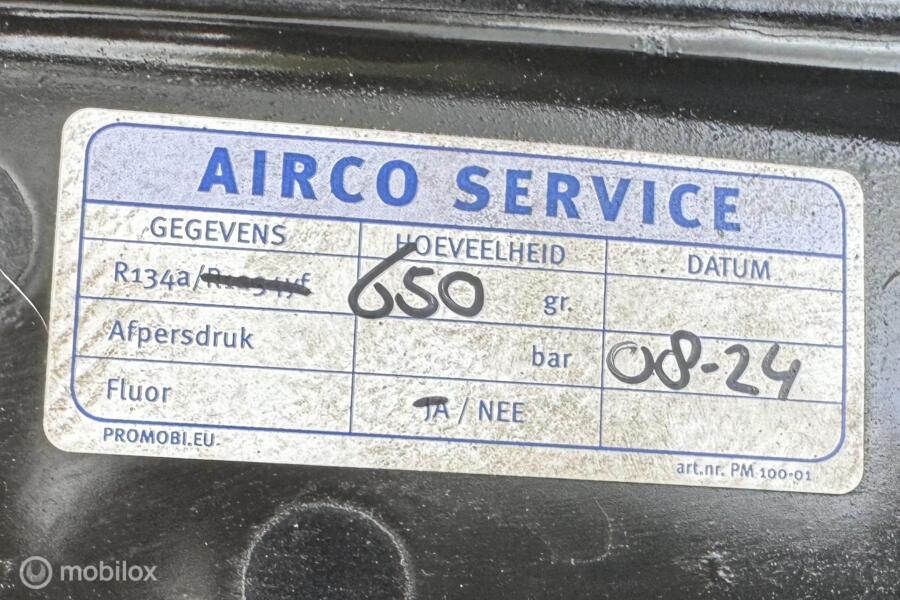 AIRCO SERVICE
GEGEVENS HOEVEELHEID DATUM
R134a/R1234yf 650 gr.
Afpersdruk bar 08-24
Fluor JA / NEE
PROMOBI.EU
art.nr. PM 100-01
mobilox